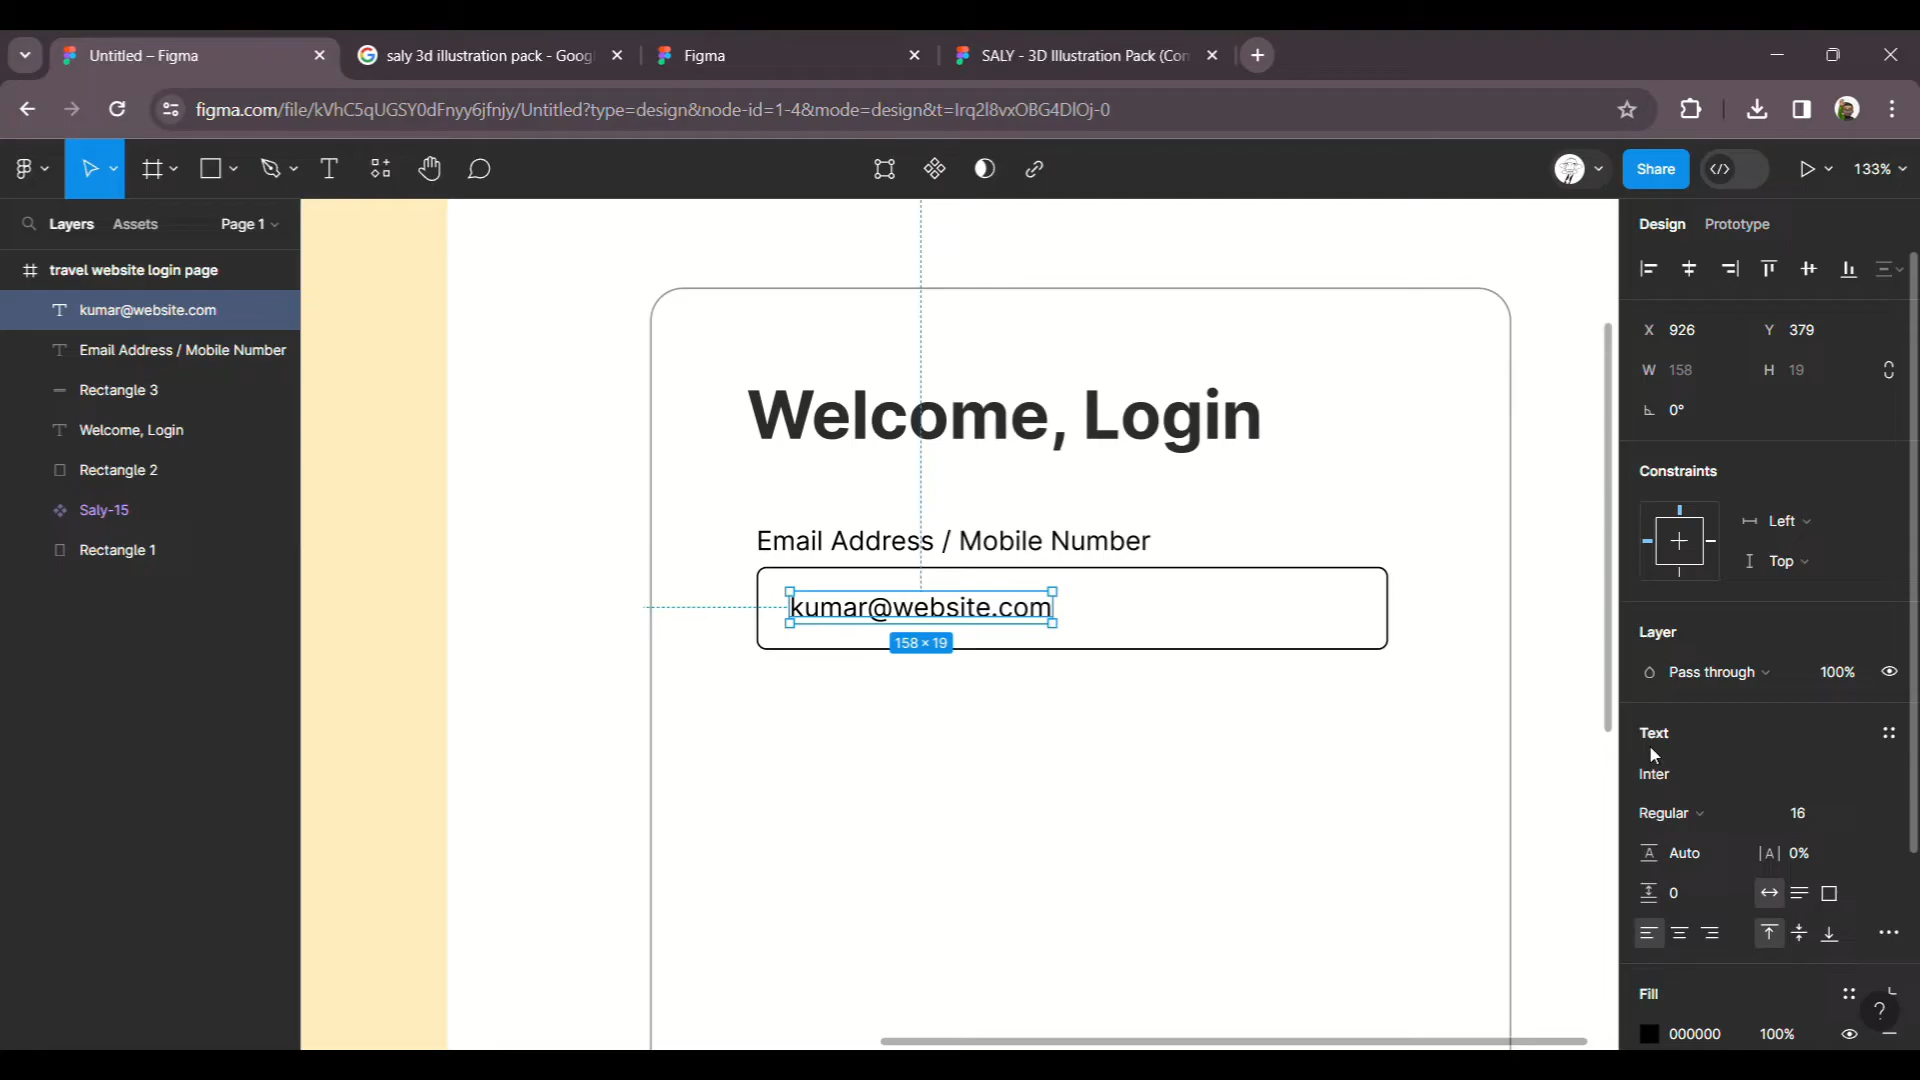 Untitled – Figma
saly 3d illustration pack - Goog
Figma
SALY - 3D Illustration Pack (Con
figma.com/file/kVhC5qUGSY0dFnyy6jfnjy/Untitled?type=design&node-id=1-4&mode=design&t=Irq2l8vxOBG4DlOj-0
Share
133%
Layers
Assets
Page 1
Design
Prototype
travel website login page
kumar@website.com
Email Address / Mobile Number
Rectangle 3
Welcome, Login
Rectangle 2
Saly-15
Rectangle 1
Welcome, Login
Email Address / Mobile Number
kumar@website.com
158 × 19
X 926
Y 379
W 158
H 19
0°
Constraints
Left
Top
Layer
Pass through
100%
Text
Inter
Regular
16
A Auto
|A| 0%
0
Fill
?
000000
100%